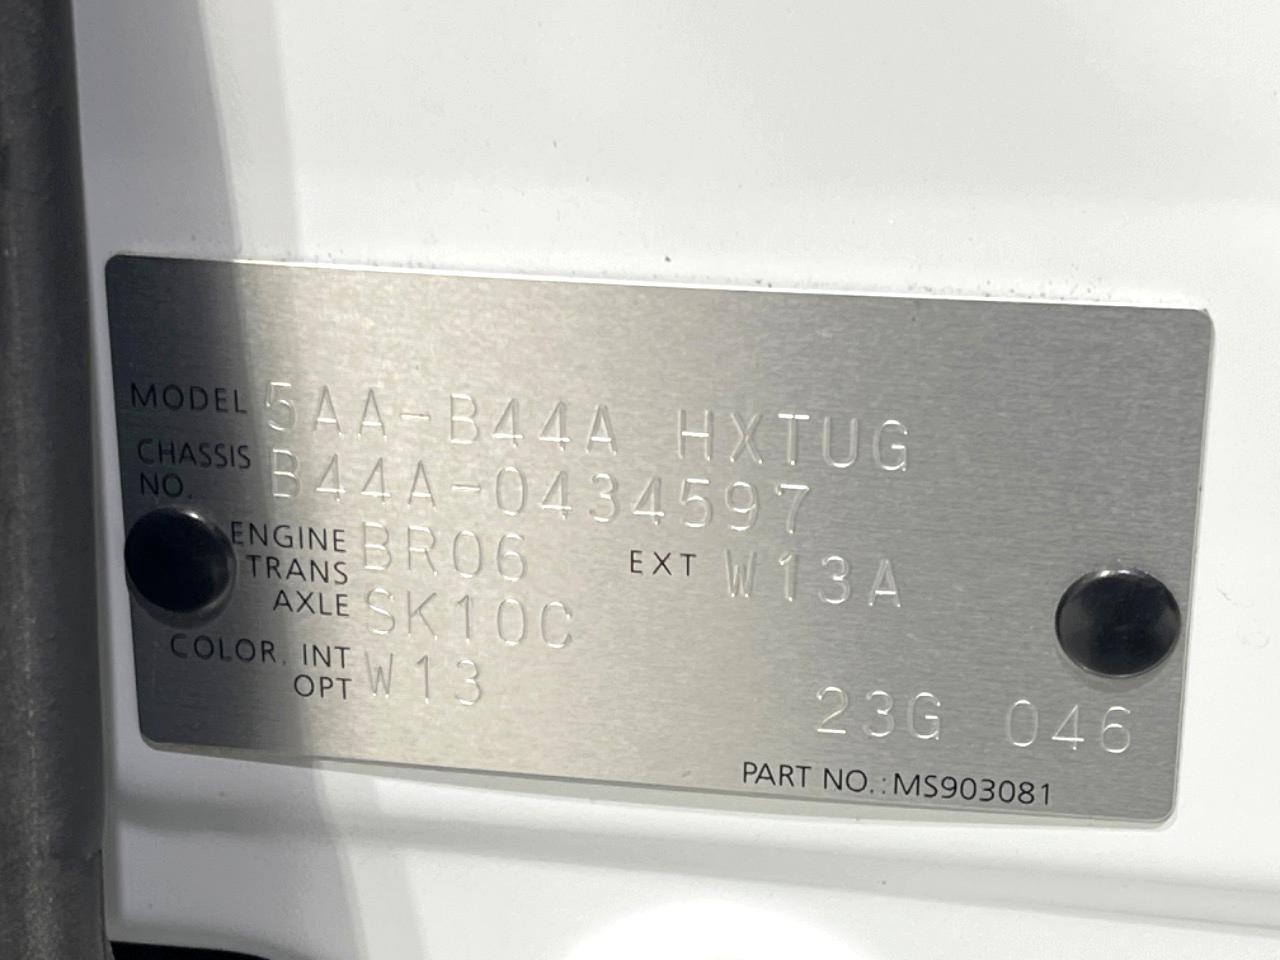 MODEL 5AA-B44A HXTUG
CHASSIS NO. B44A-0434597
ENGINE BR06 EXT W13A
TRANS
AXLE SK10C
COLOR. INT W13
OPT
23G 046
PART NO.:MS903081